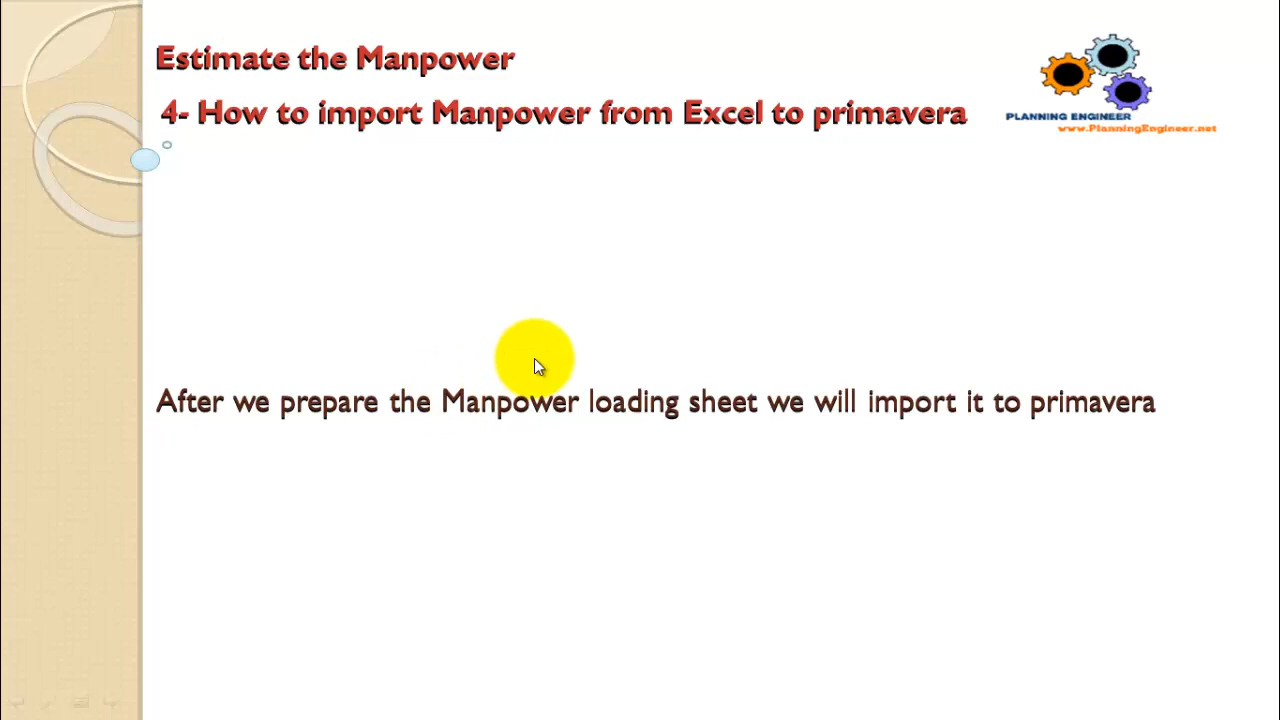 Estimate the Manpower
4- How to import Manpower from Excel to primavera
PLANNING ENGINEER
www.PlanningEngineer.net
After we prepare the Manpower loading sheet we will import it to primavera